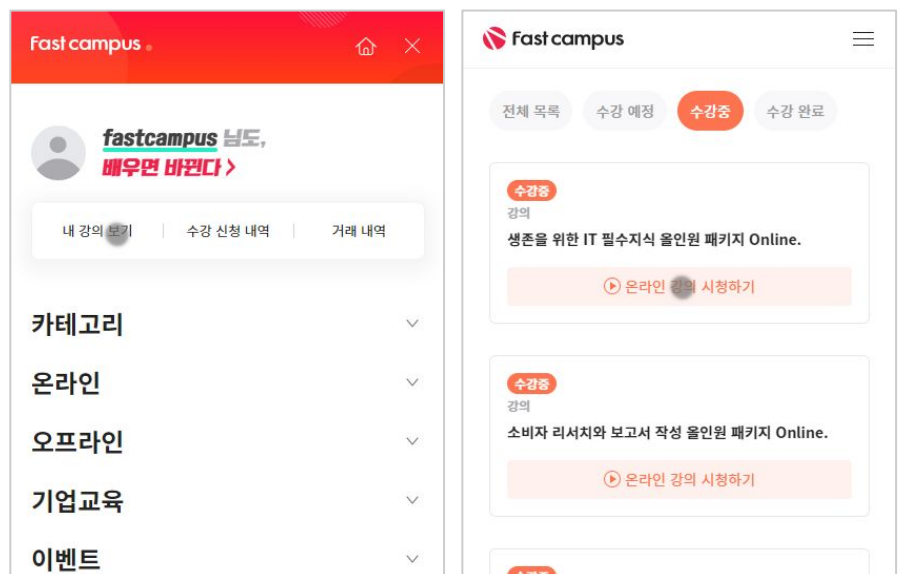 Fast campus
fastcampus 님도,
배우면 바뀐다 >
내 강의 보기
수강 신청 내역
거래 내역
카테고리
온라인
오프라인
기업교육
이벤트
Fast campus
전체 목록
수강 예정
수강중
수강 완료
수강중
강의
생존을 위한 IT 필수지식 올인원 패키지 Online.
온라인 강의 시청하기
수강중
강의
소비자 리서치와 보고서 작성 올인원 패키지 Online.
온라인 강의 시청하기